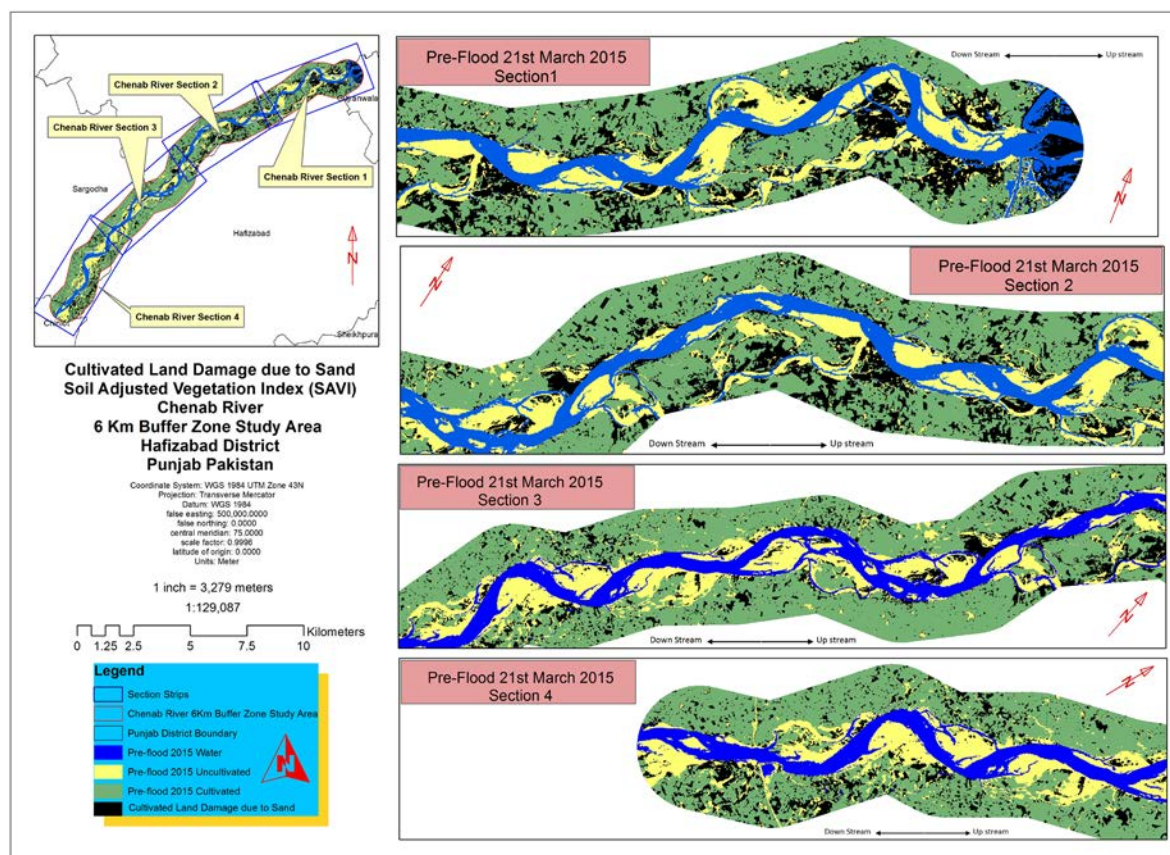 Chenab River
Section 2
Chenab River Section 3
Gujranwala
Chenab River Section 1
Sargodha
Hafizabad
N
Chenab River Section 4
Chiniot
Sheikhpura
Cultivated Land Damage due to Sand
Soil Adjusted Vegetation Index (SAVI)
Chenab River
6 Km Buffer Zone Study Area
Hafizabad District
Punjab Pakistan
Coordinate System: WGS 1984 UTM Zone 43N
Projection: Transverse Mercator
Datum: WGS 1984
false easting: 500,000.0000
false northing: 0.0000
central meridian: 75.0000
scale factor: 0.9996
latitude of origin: 0.0000
Units: Meter
1 inch = 3,279 meters
1:129,087
Kilometers
0 1.25 2.5 5 7.5 10
Legend
Section Strips
Chenab River 6Km Buffer Zone Study Area
Punjab District Boundary
Pre-flood 2015 Water
Pre-flood 2015 Uncultivated
Pre-flood 2015 Cultivated
Cultivated Land Damage due to Sand
N
Pre-Flood 21st March 2015
Section1
Down Stream Up stream
N
N
Pre-Flood 21st March 2015
Section 2
Down Stream Up stream
Pre-Flood 21st March 2015
Section 3
Down Stream Up stream
N
Pre-Flood 21st March 2015
Section 4
N
Down Stream Up stream